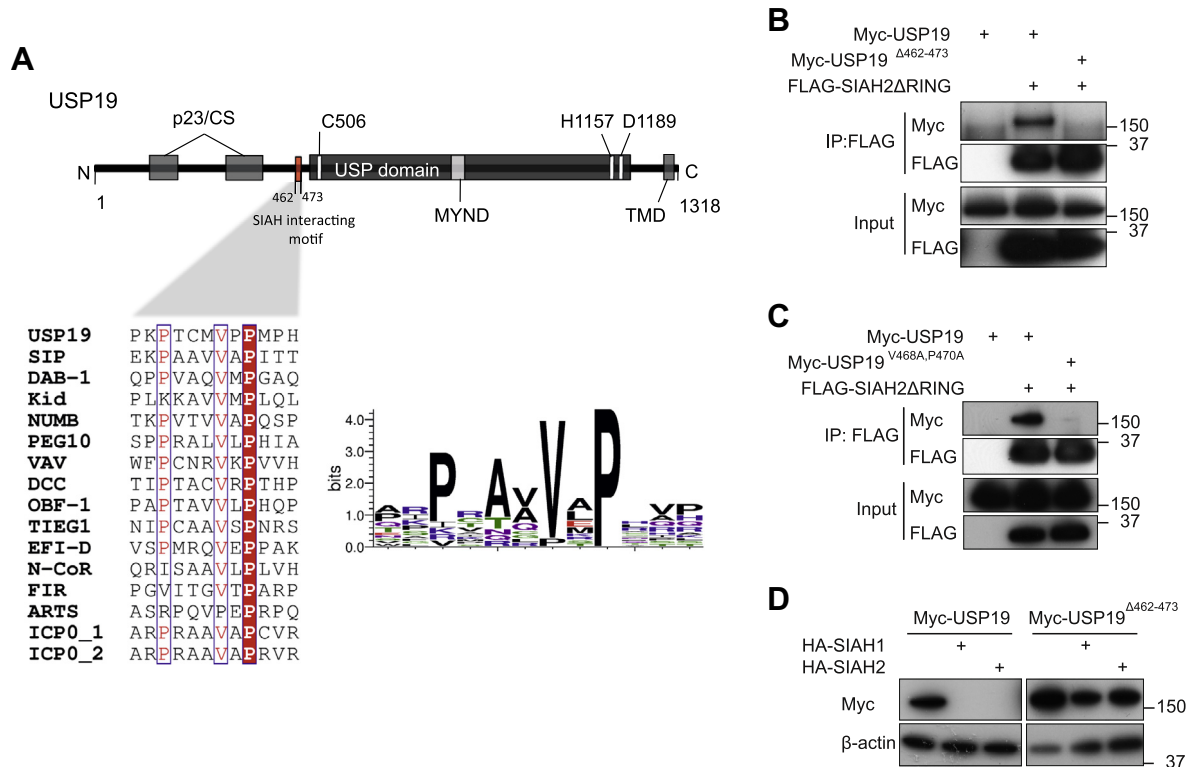 A
USP19
p23/CS
C506
H1157
D1189
N
USP domain
C
1
462
473
SIAH interacting
motif
MYND
TMD
1318
USP19 PKPTCMVPPMPH
SIP EKPAAVVAPITT
DAB-1 QPPVAQVMPGAQ
Kid PLKKAVVMPLQL
NUMB TKPVTVVAPQSP
PEG10 SPPRALVLPHIA
VAV WFPCNRVKPVVH
DCC TIPTACVRPTHP
OBF-1 PAPTAVVLPHQP
TIEG1 NIPCAAVSPNRS
EFI-D VSPMRQVEPPAK
N-CoR QRISAAVLPLVH
FIR PGVITGVTPARP
ARTS ASRPQVPEPRPQ
ICP0_1 ARPRAAVAPCVR
ICP0_2 ARPRAAVAPRVR
bits
4.0
3.0
2.0
1.0
0.0
B
Myc-USP19 + +
Myc-USP19 Δ462-473 +
FLAG-SIAH2ΔRING + +
IP:FLAG
Myc
150
37
FLAG
Input
Myc
150
37
FLAG
C
Myc-USP19 + +
Myc-USP19 V468A,P470A +
FLAG-SIAH2ΔRING + +
IP: FLAG
Myc
150
37
FLAG
Input
Myc
150
37
FLAG
D
Myc-USP19
Myc-USP19 Δ462-473
HA-SIAH1 + +
HA-SIAH2 + +
Myc
150
β-actin
37